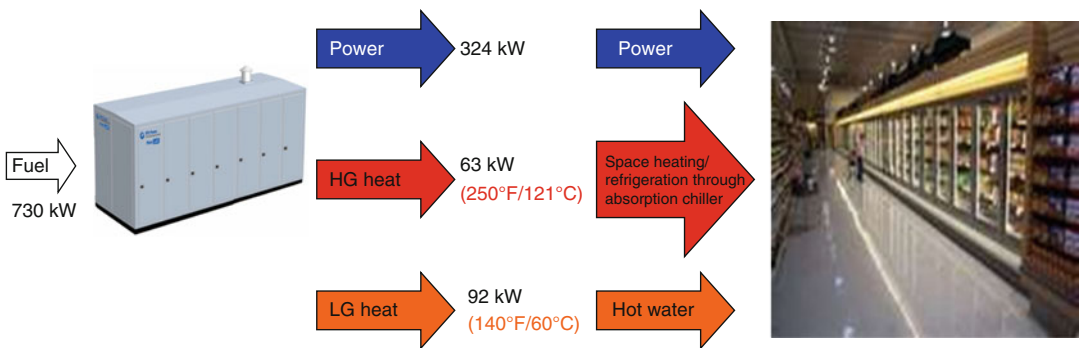 Fuel
730 kW
Power
324 kW
Power
HG heat
63 kW
(250°F/121°C)
Space heating/
refrigeration through
absorption chiller
LG heat
92 kW
(140°F/60°C)
Hot water